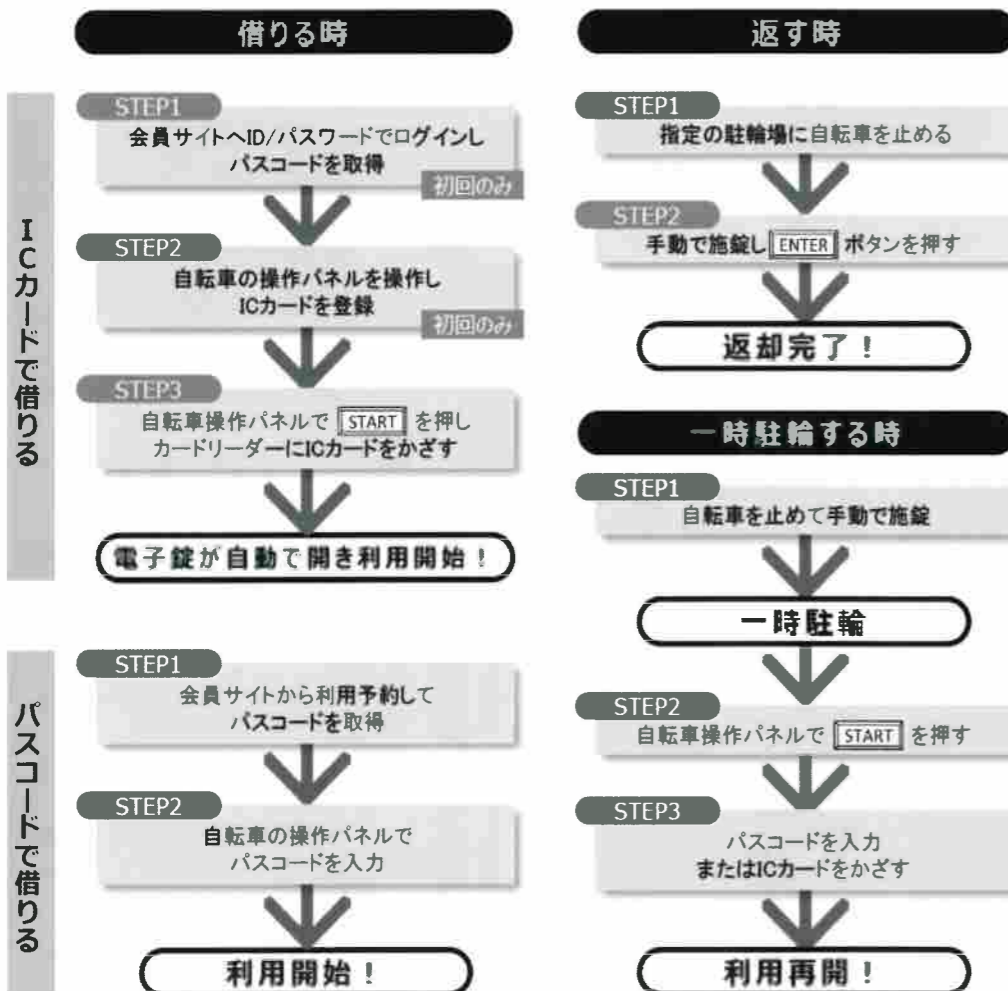 借りる時
ICカードで借りる
STEP1
会員サイトへID/パスワードでログインし
パスコードを取得
初回のみ
STEP2
自転車の操作パネルを操作し
ICカードを登録
初回のみ
STEP3
自転車操作パネルで START を押し
カードリーダーにICカードをかざす
電子錠が自動で開き利用開始！
パスコードで借りる
STEP1
会員サイトから利用予約して
パスコードを取得
STEP2
自転車の操作パネルで
パスコードを入力
利用開始！
返す時
STEP1
指定の駐輪場に自転車を止める
STEP2
手動で施錠し ENTER ボタンを押す
返却完了！
一時駐輪する時
STEP1
自転車を止めて手動で施錠
一時駐輪
STEP2
自転車操作パネルで START を押す
STEP3
パスコードを入力
またはICカードをかざす
利用再開！